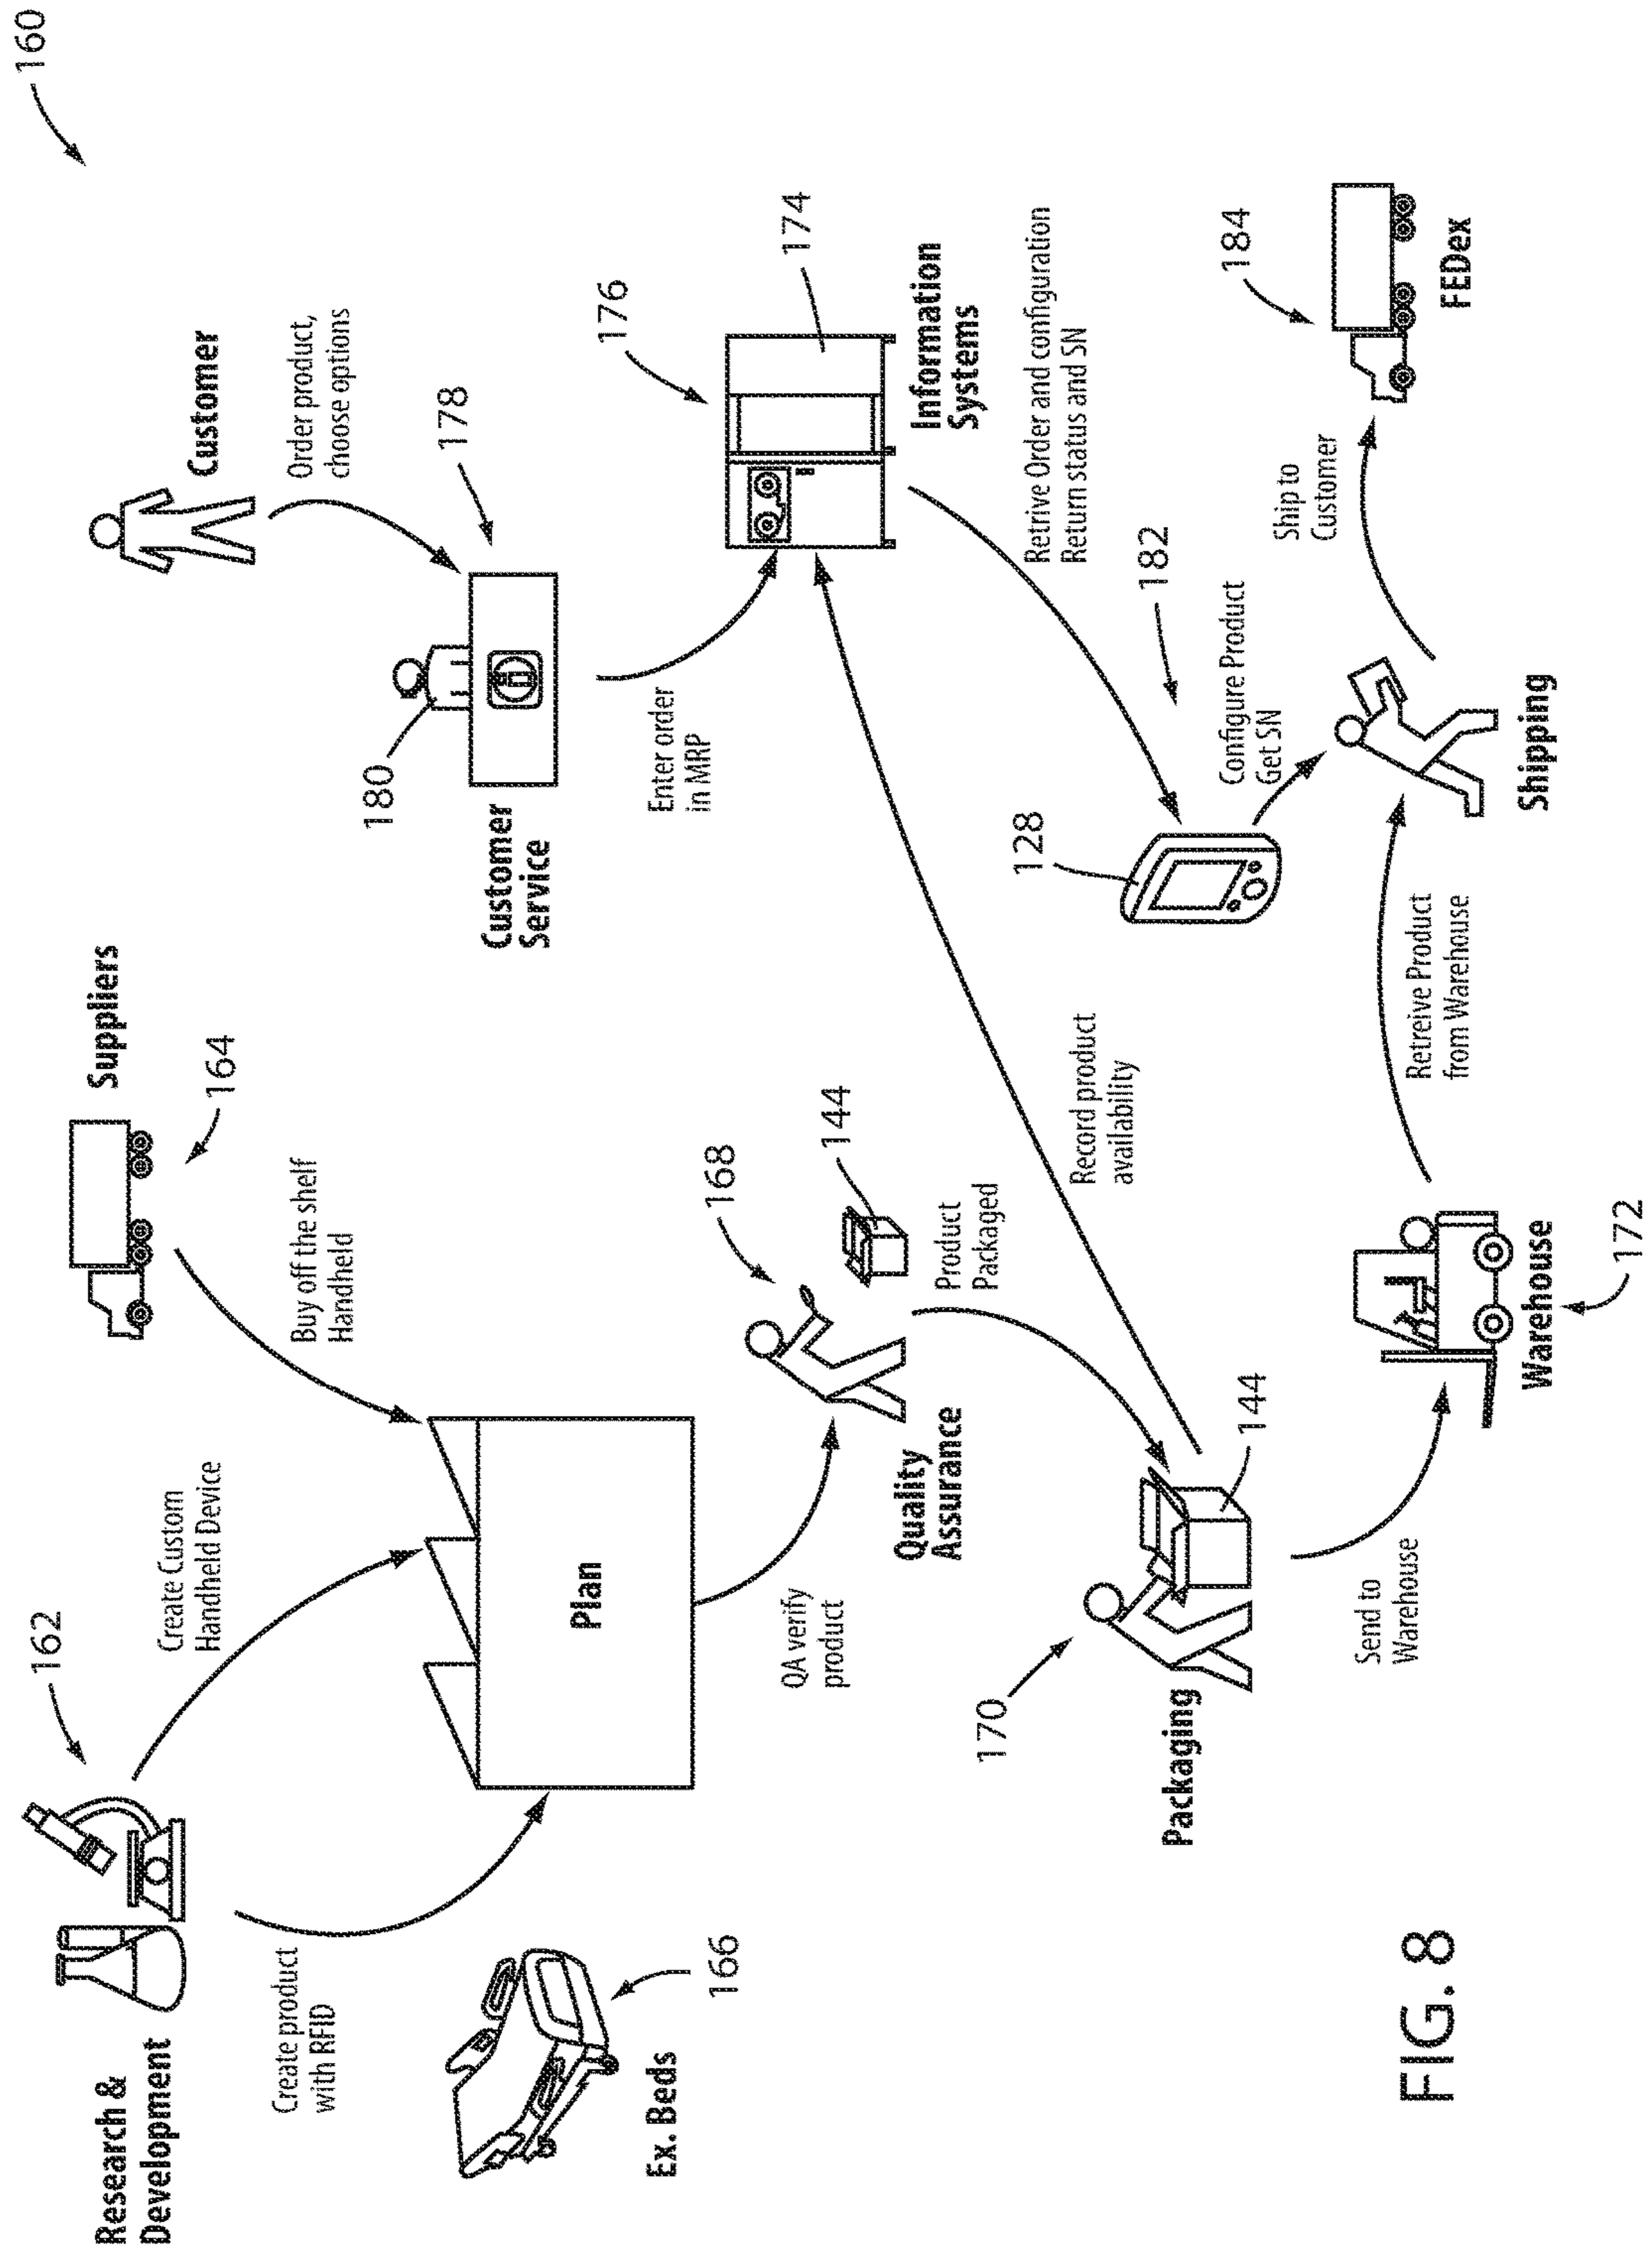 160
Research &
Development
162
Create Custom
Handheld Device
Create product
with RFID
Ex. Beds
166
Suppliers
164
Buy off the shelf
Handheld
Plan
QA verify
product
Quality
Assurance
168
144
Product
Packaged
170
Packaging
144
Record product
availability
Send to
Warehouse
Warehouse
172
Customer
Order product,
choose options
178
180
Customer
Service
Enter order
in MRP
176
174
Information
Systems
Retrive Order and configuration
Return status and SN
182
128
Configure Product
Get SN
Retreive Product
from Warehouse
Shipping
Ship to
Customer
184
FEDex
FIG. 8